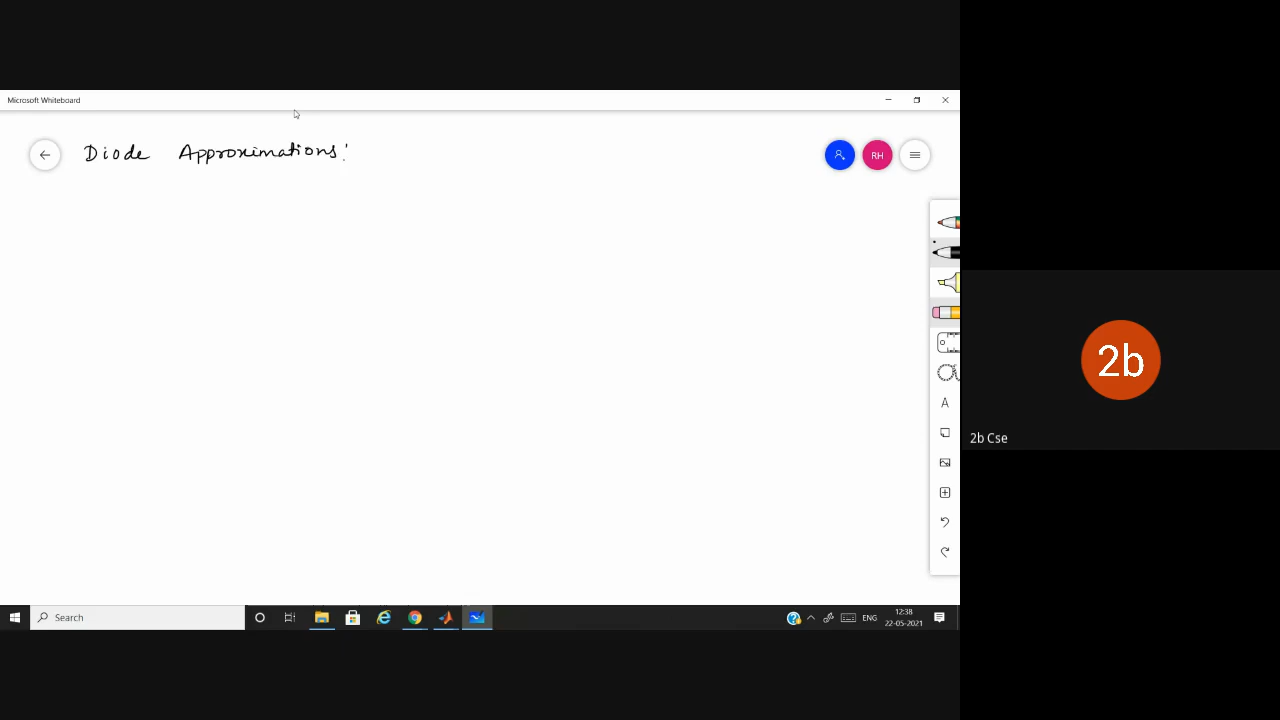 Microsoft Whiteboard
Diode Approximations:
RH
A
2b
2b Cse
Search
ENG
12:38
22-05-2021